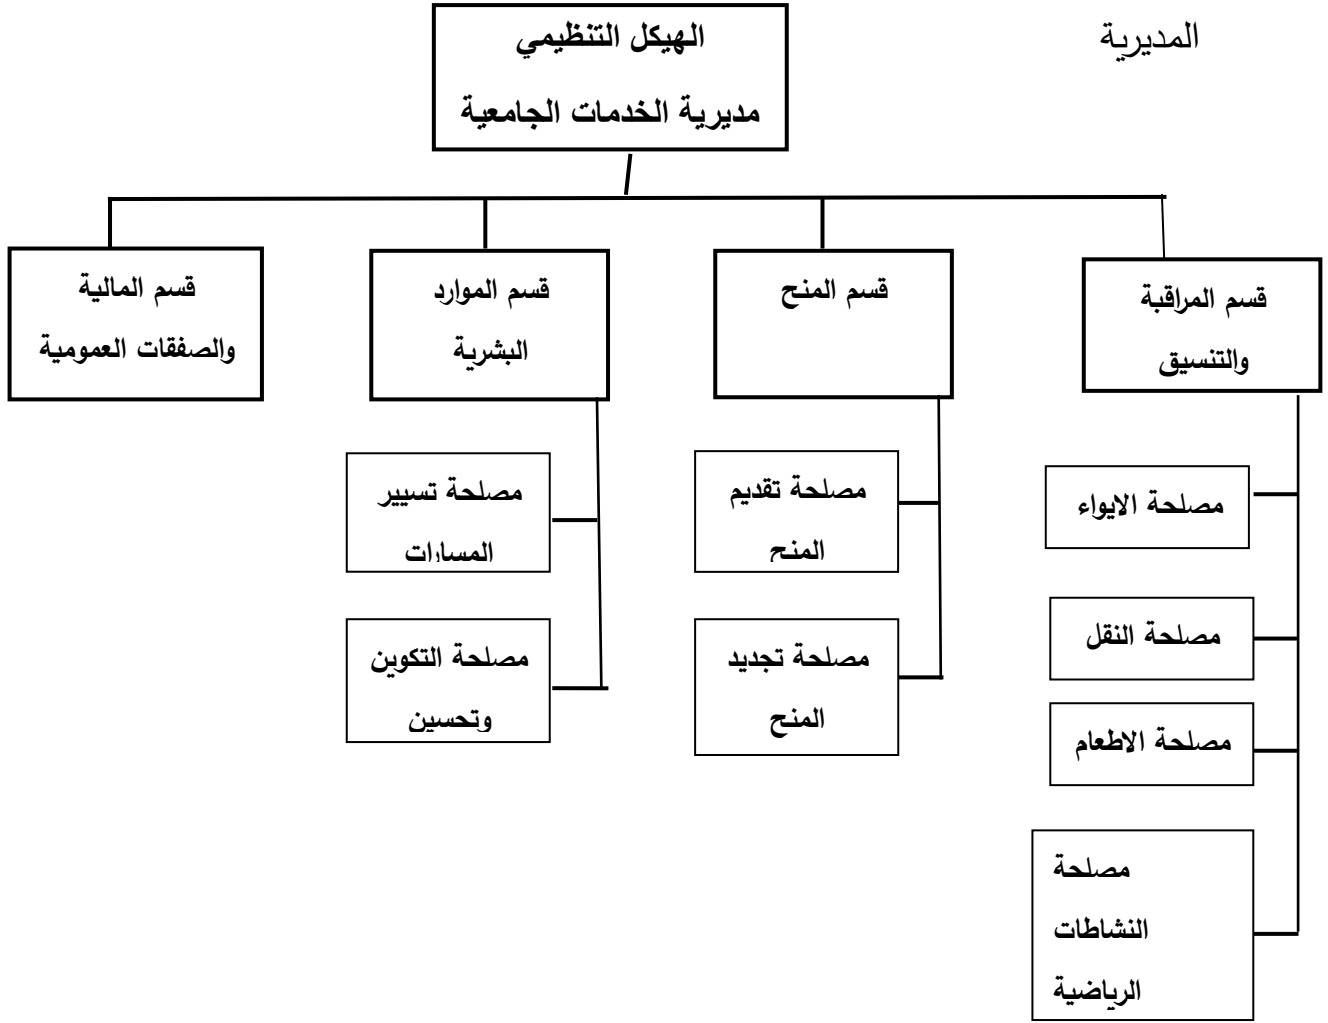 المديرية
الهيكل التنظيمي
مديرية الخدمات الجامعية
قسم المراقبة
والتنسيق
قسم المنح
قسم الموارد
البشرية
قسم المالية
والصفقات العمومية
مصلحة الايواء
مصلحة النقل
مصلحة الاطعام
مصلحة
النشاطات
الرياضية
مصلحة تقديم
المنح
مصلحة تجديد
المنح
مصلحة تسيير
المسارات
مصلحة التكوين
وتحسين